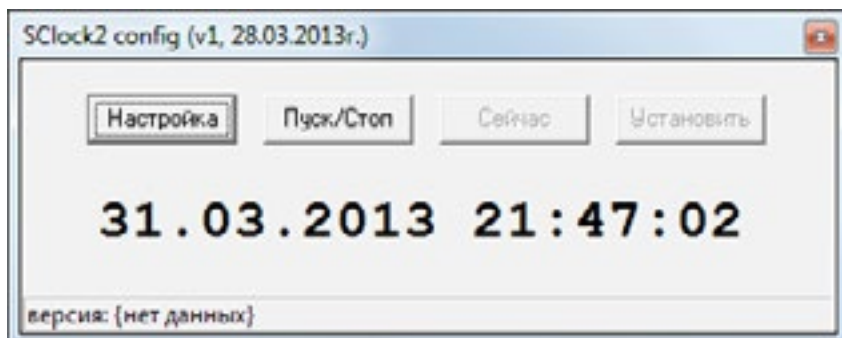 SClock2 config (v1, 28.03.2013г.)
Настройка Пуск/Стоп Сейчас Установить
31.03.2013 21:47:02
версия: {нет данных}